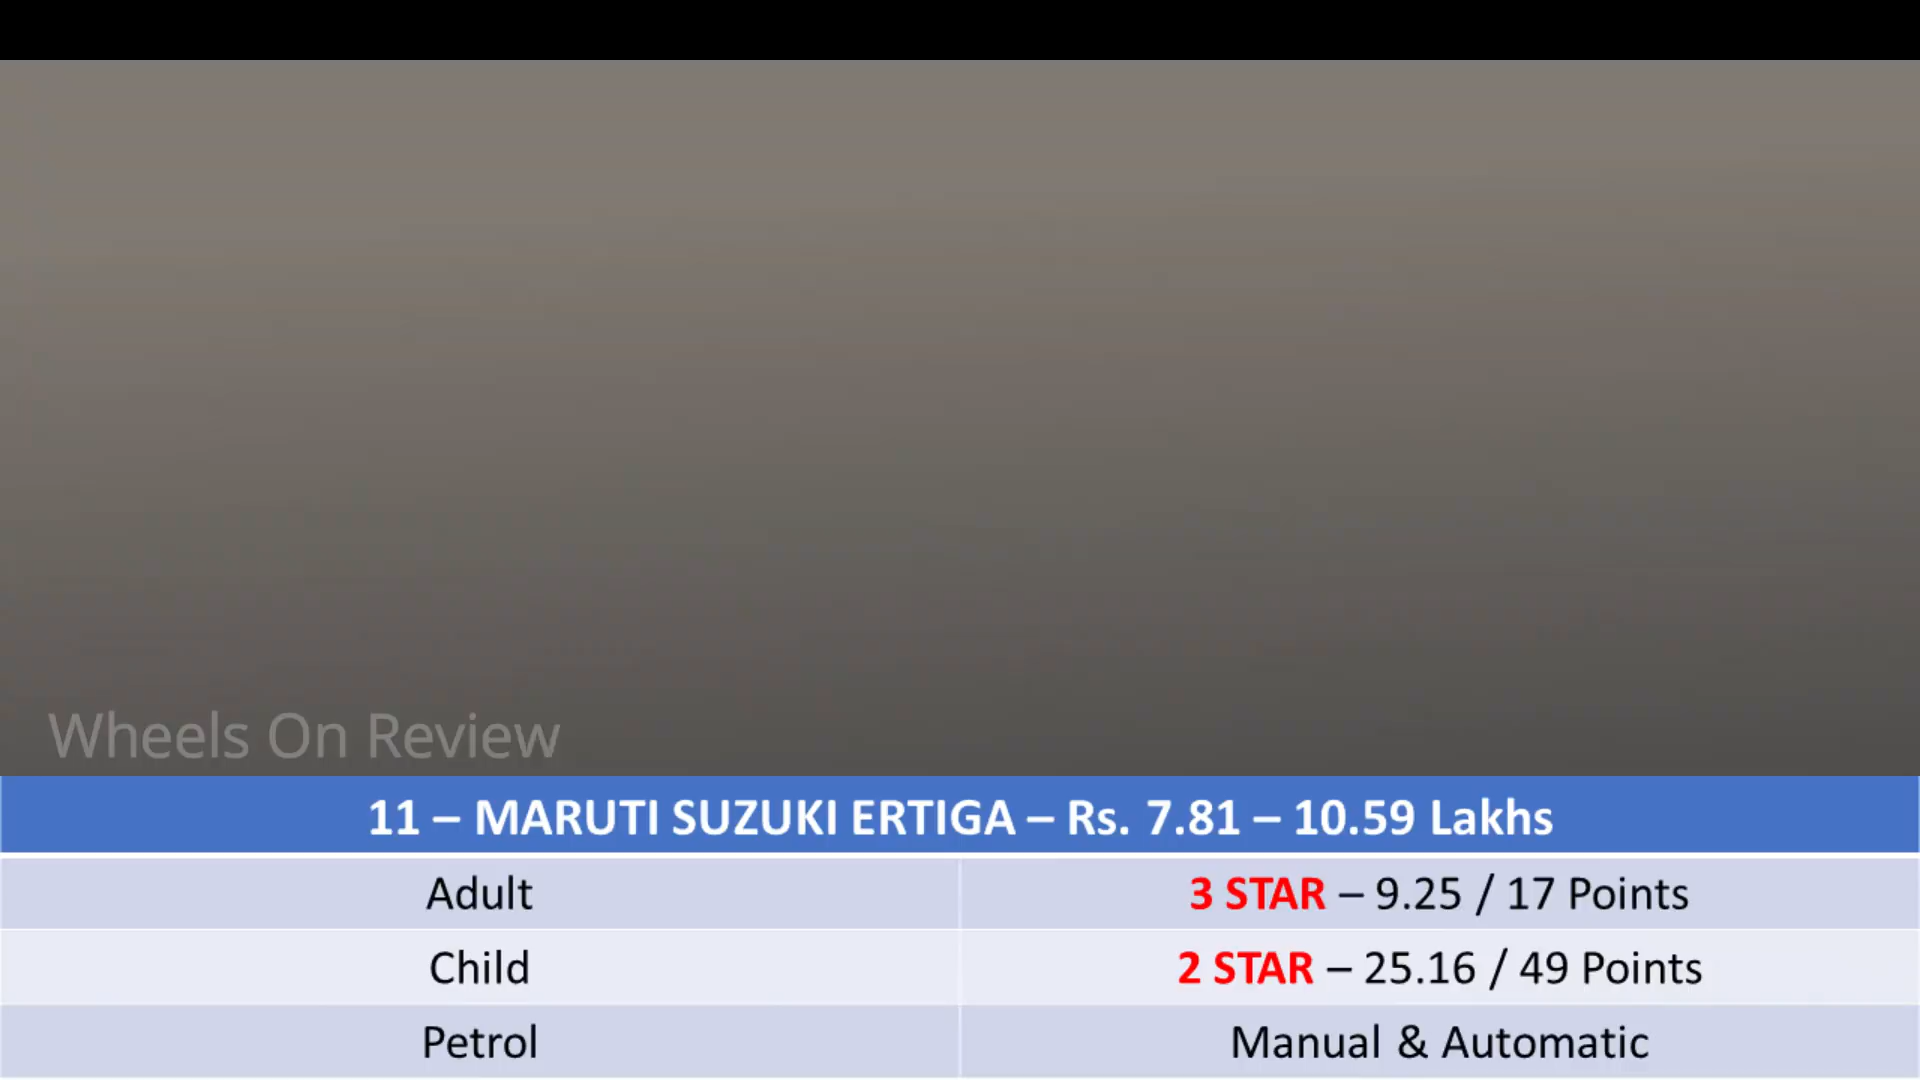 Wheels On Review
11 – MARUTI SUZUKI ERTIGA – Rs. 7.81 – 10.59 Lakhs
Adult 3 STAR – 9.25 / 17 Points
Child 2 STAR – 25.16 / 49 Points
Petrol Manual & Automatic